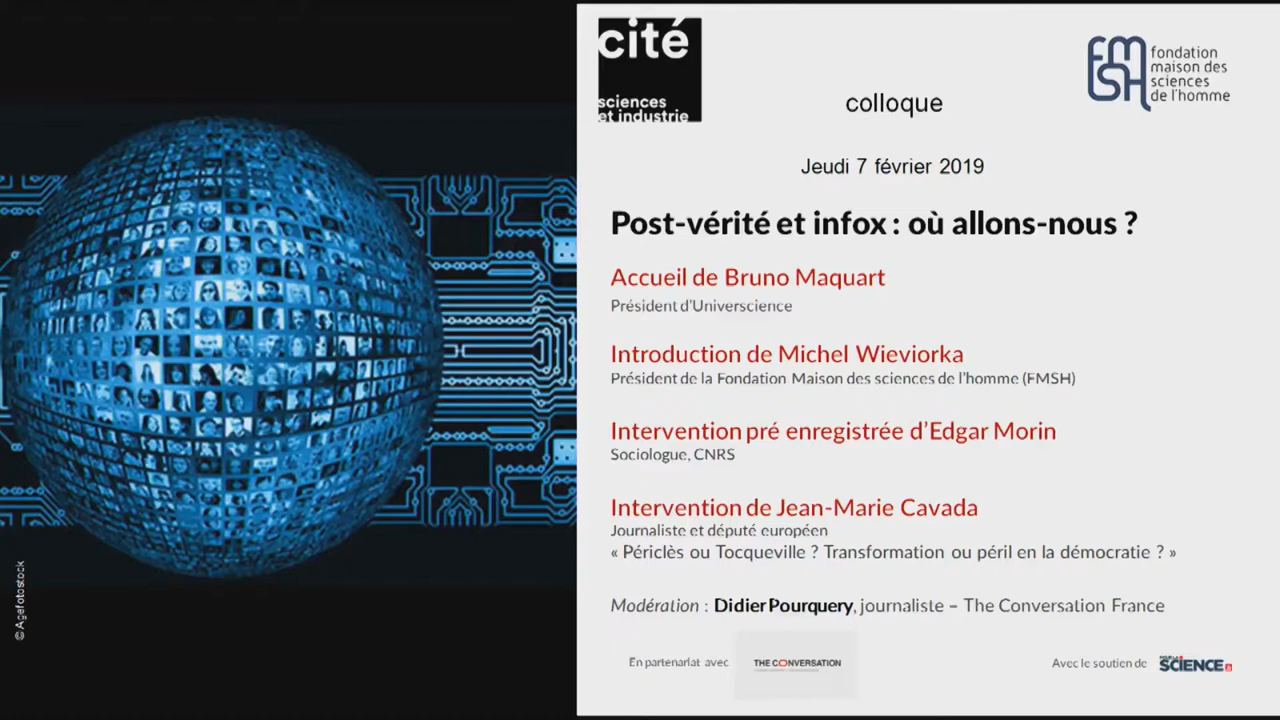 cité
sciences
et industrie
colloque
FMSH
fondation
maison des
sciences
de l'homme
Jeudi 7 février 2019
Post-vérité et infox : où allons-nous ?
Accueil de Bruno Maquart
Président d'Universcience
Introduction de Michel Wieviorka
Président de la Fondation Maison des sciences de l'homme (FMSH)
Intervention pré enregistrée d'Edgar Morin
Sociologue, CNRS
Intervention de Jean-Marie Cavada
Journaliste et député européen
« Périclès ou Tocqueville ? Transformation ou péril en la démocratie ? »
Modération : Didier Pourquery, journaliste – The Conversation France
En partenariat avec
THE CONVERSATION
Avec le soutien de
POUR LA
SCIENCE
© Agefotostock